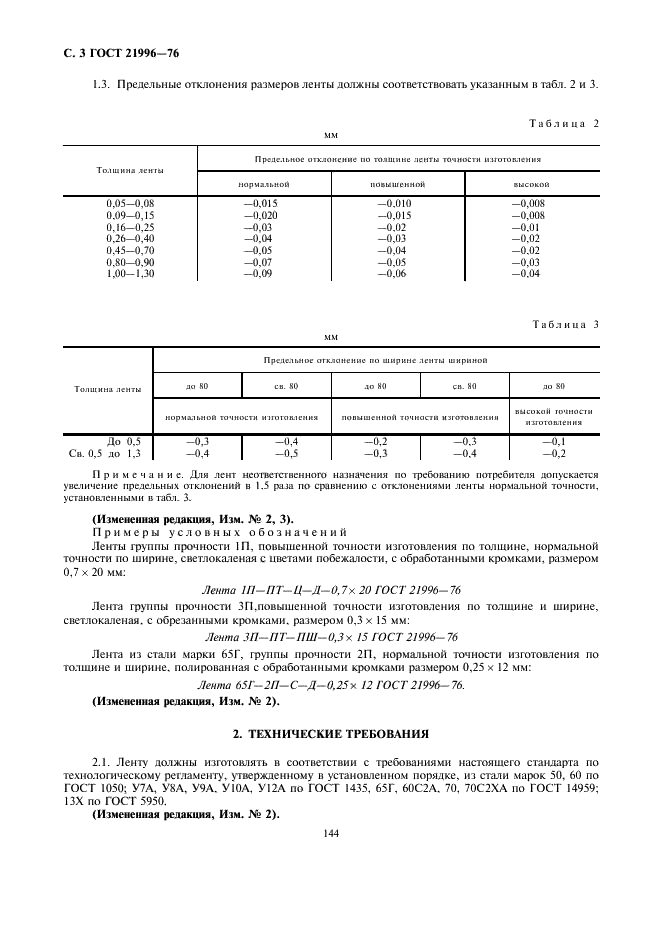 С. 3 ГОСТ 21996—76
1.3. Предельные отклонения размеров ленты должны соответствовать указанным в табл. 2 и 3.
Таблица 2
мм
Толщина ленты
Предельное отклонение по толщине ленты точности изготовления
нормальной повышенной высокой
0,05—0,08 —0,015 —0,010 —0,008
0,09—0,15 —0,020 —0,015 —0,008
0,16—0,25 —0,03 —0,02 —0,01
0,26—0,40 —0,04 —0,03 —0,02
0,45—0,70 —0,05 —0,04 —0,02
0,80—0,90 —0,07 —0,05 —0,03
1,00—1,30 —0,09 —0,06 —0,04
Таблица 3
мм
Толщина ленты
Предельное отклонение по ширине ленты шириной
до 80 св. 80 до 80 св. 80 до 80
нормальной точности изготовления повышенной точности изготовления высокой точности
изготовления
До 0,5 —0,3 —0,4 —0,2 —0,3 —0,1
Св. 0,5 до 1,3 —0,4 —0,5 —0,3 —0,4 —0,2
Примечание. Для лент неответственного назначения по требованию потребителя допускается
увеличение предельных отклонений в 1,5 раза по сравнению с отклонениями ленты нормальной точности,
установленными в табл. 3.
(Измененная редакция, Изм. № 2, 3).
Примеры условных обозначений
Ленты группы прочности 1П, повышенной точности изготовления по толщине, нормальной
точности по ширине, светлокаленая с цветами побежалости, с обработанными кромками, размером
0,7 × 20 мм:
Лента 1П—ПТ—Ц—Д—0,7 × 20 ГОСТ 21996—76
Лента группы прочности 3П,повышенной точности изготовления по толщине и ширине,
светлокаленая, с обрезанными кромками, размером 0,3 × 15 мм:
Лента 3П—ПТ—ПШ—0,3 × 15 ГОСТ 21996—76
Лента из стали марки 65Г, группы прочности 2П, нормальной точности изготовления по
толщине и ширине, полированная с обработанными кромками размером 0,25 × 12 мм:
Лента 65Г—2П—С—Д—0,25 × 12 ГОСТ 21996—76.
(Измененная редакция, Изм. № 2).
2. ТЕХНИЧЕСКИЕ ТРЕБОВАНИЯ
2.1. Ленту должны изготовлять в соответствии с требованиями настоящего стандарта по
технологическому регламенту, утвержденному в установленном порядке, из стали марок 50, 60 по
ГОСТ 1050; У7А, У8А, У9А, У10А, У12А по ГОСТ 1435, 65Г, 60С2А, 70, 70С2ХА по ГОСТ 14959;
13Х по ГОСТ 5950.
(Измененная редакция, Изм. № 2).
144